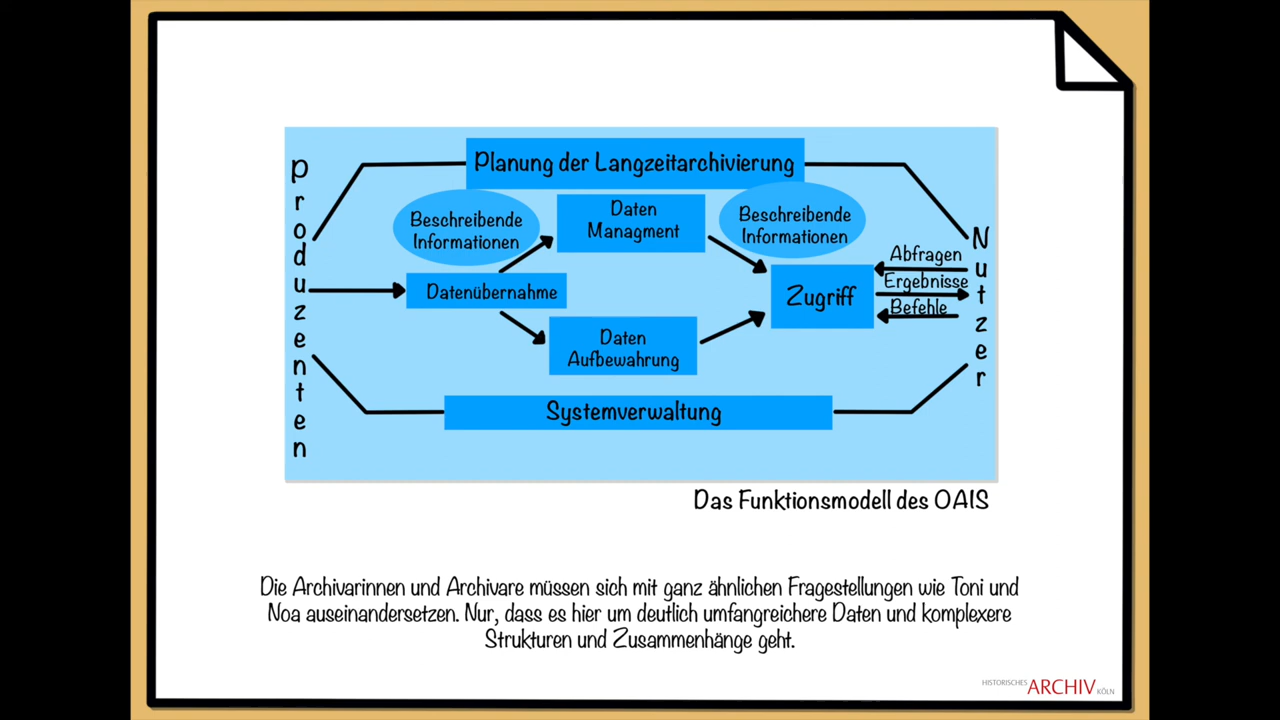 Produzenten
Planung der Langzeitarchivierung
Beschreibende
Informationen
Daten
Managment
Beschreibende
Informationen
Datenübernahme
Zugriff
Abfragen
Ergebnisse
Befehle
Nutzer
Daten
Aufbewahrung
Systemverwaltung
Das Funktionsmodell des OAIS
Die Archivarinnen und Archivare müssen sich mit ganz ähnlichen Fragestellungen wie Toni und
Noa auseinandersetzen. Nur, dass es hier um deutlich umfangreichere Daten und komplexere
Strukturen und Zusammenhänge geht.
HISTORISCHES ARCHIV KÖLN